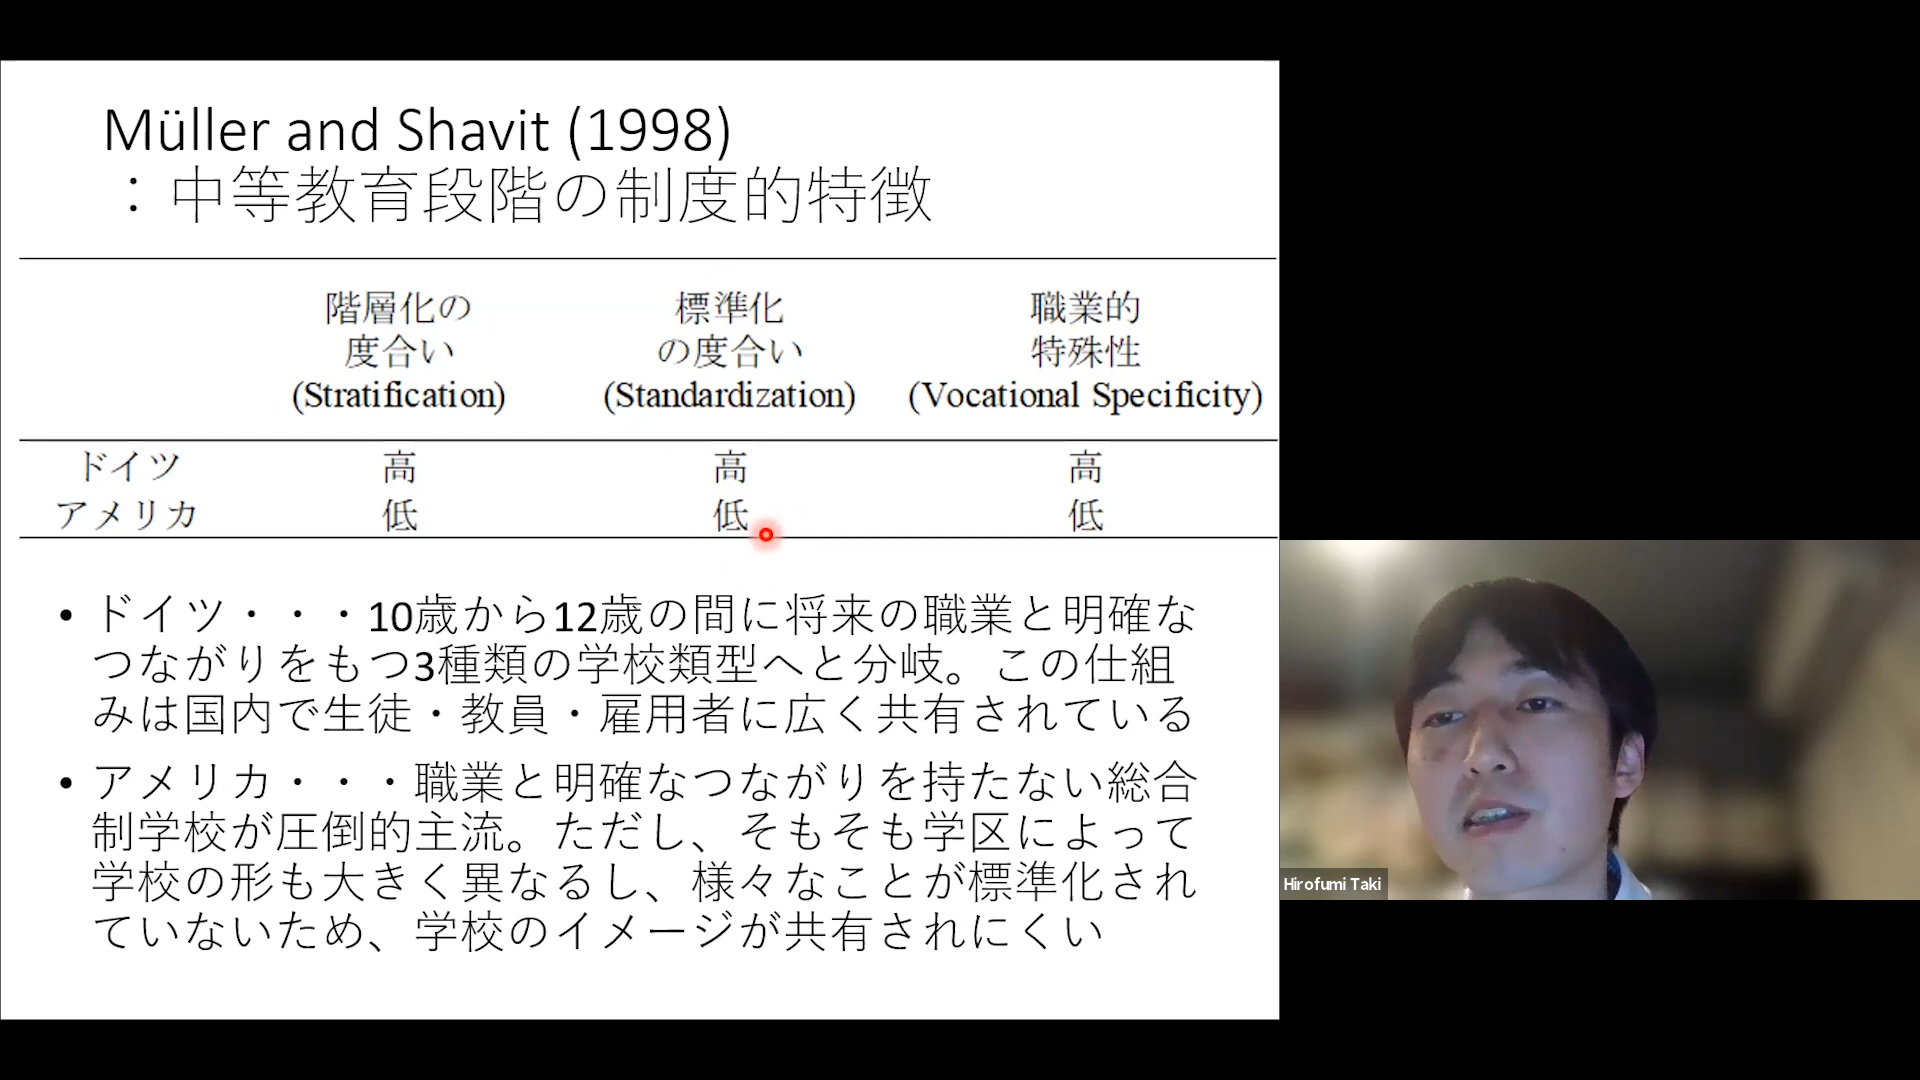 Müller and Shavit (1998)
：中等教育段階の制度的特徴
階層化の
度合い
(Stratification)
標準化
の度合い
(Standardization)
職業的
特殊性
(Vocational Specificity)
ドイツ 高 高 高
アメリカ 低 低 低
• ドイツ・・・10歳から12歳の間に将来の職業と明確な
つながりをもつ3種類の学校類型へと分岐。この仕組
みは国内で生徒・教員・雇用者に広く共有されている
• アメリカ・・・職業と明確なつながりを持たない総合
制学校が圧倒的主流。ただし、そもそも学区によって
学校の形も大きく異なるし、様々なことが標準化され
ていないため、学校のイメージが共有されにくい
Hirofumi Taki